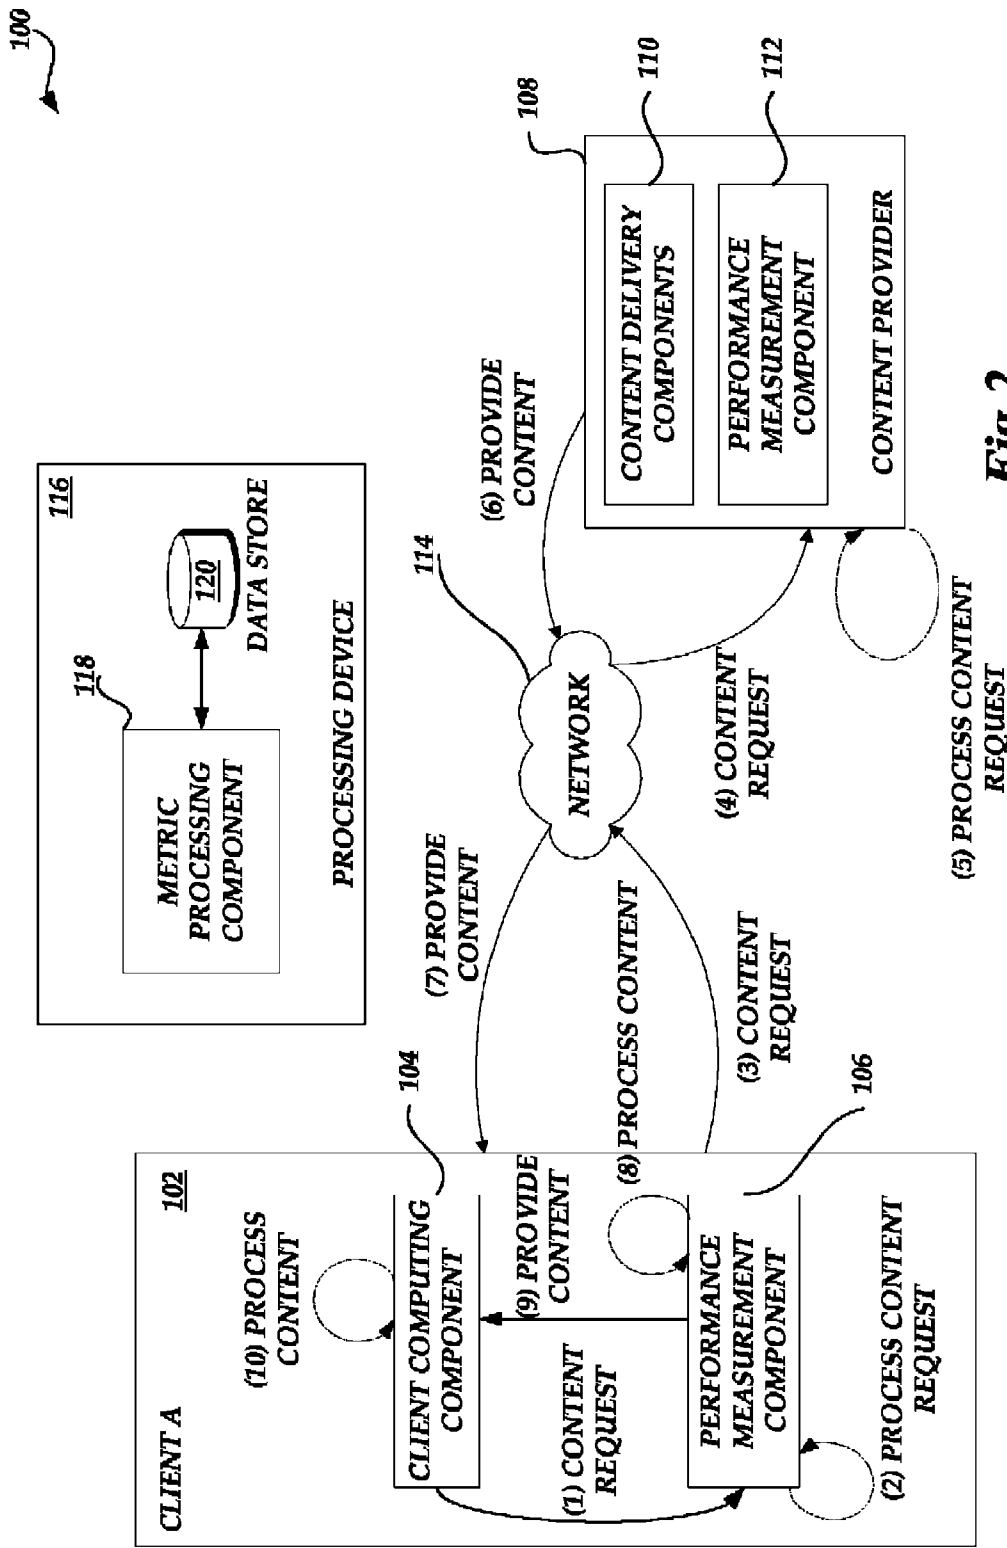 100
CLIENT A
102
(10) PROCESS
CONTENT
CLIENT COMPUTING
COMPONENT
104
(1) CONTENT
REQUEST
(9) PROVIDE
CONTENT
(8) PROCESS CONTENT
PERFORMANCE
MEASUREMENT
COMPONENT
106
(2) PROCESS CONTENT
REQUEST
(3) CONTENT
REQUEST
(7) PROVIDE
CONTENT
METRIC
PROCESSING
COMPONENT
118
116
120
DATA STORE
PROCESSING DEVICE
NETWORK
114
(6) PROVIDE
CONTENT
(4) CONTENT
REQUEST
(5) PROCESS CONTENT
REQUEST
108
CONTENT DELIVERY
COMPONENTS
110
PERFORMANCE
MEASUREMENT
COMPONENT
112
CONTENT PROVIDER
Fig.2